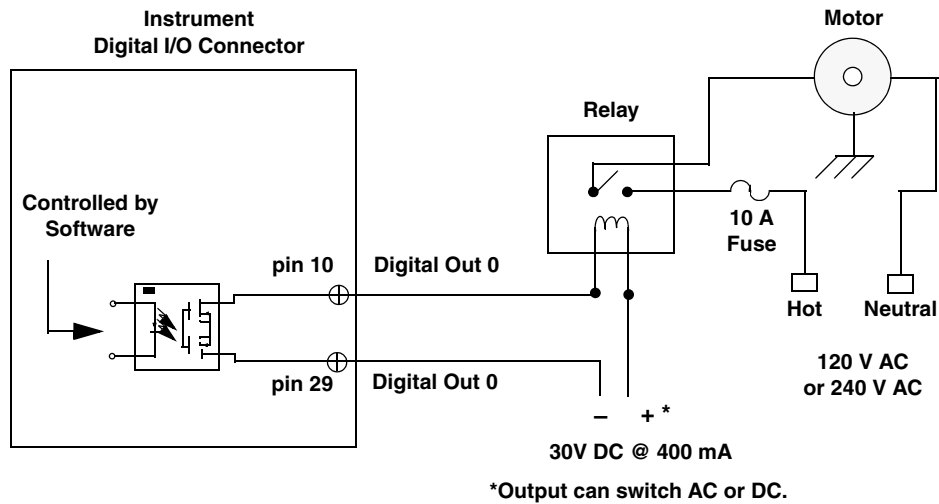 Instrument
Digital I/O Connector
Motor
Relay
Controlled by
Software
10 A
Fuse
pin 10
Digital Out 0
Hot
Neutral
pin 29
Digital Out 0
120 V AC
or 240 V AC
– + *
30V DC @ 400 mA
*Output can switch AC or DC.